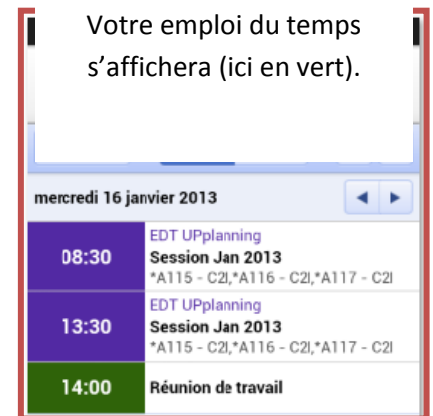 Votre emploi du temps
s’affichera (ici en vert).
mercredi 16 janvier 2013
EDT UPplanning
08:30
Session Jan 2013
*A115 - C2I,*A116 - C2I,*A117 - C2I
EDT UPplanning
13:30
Session Jan 2013
*A115 - C2I,*A116 - C2I,*A117 - C2I
14:00
Réunion de travail